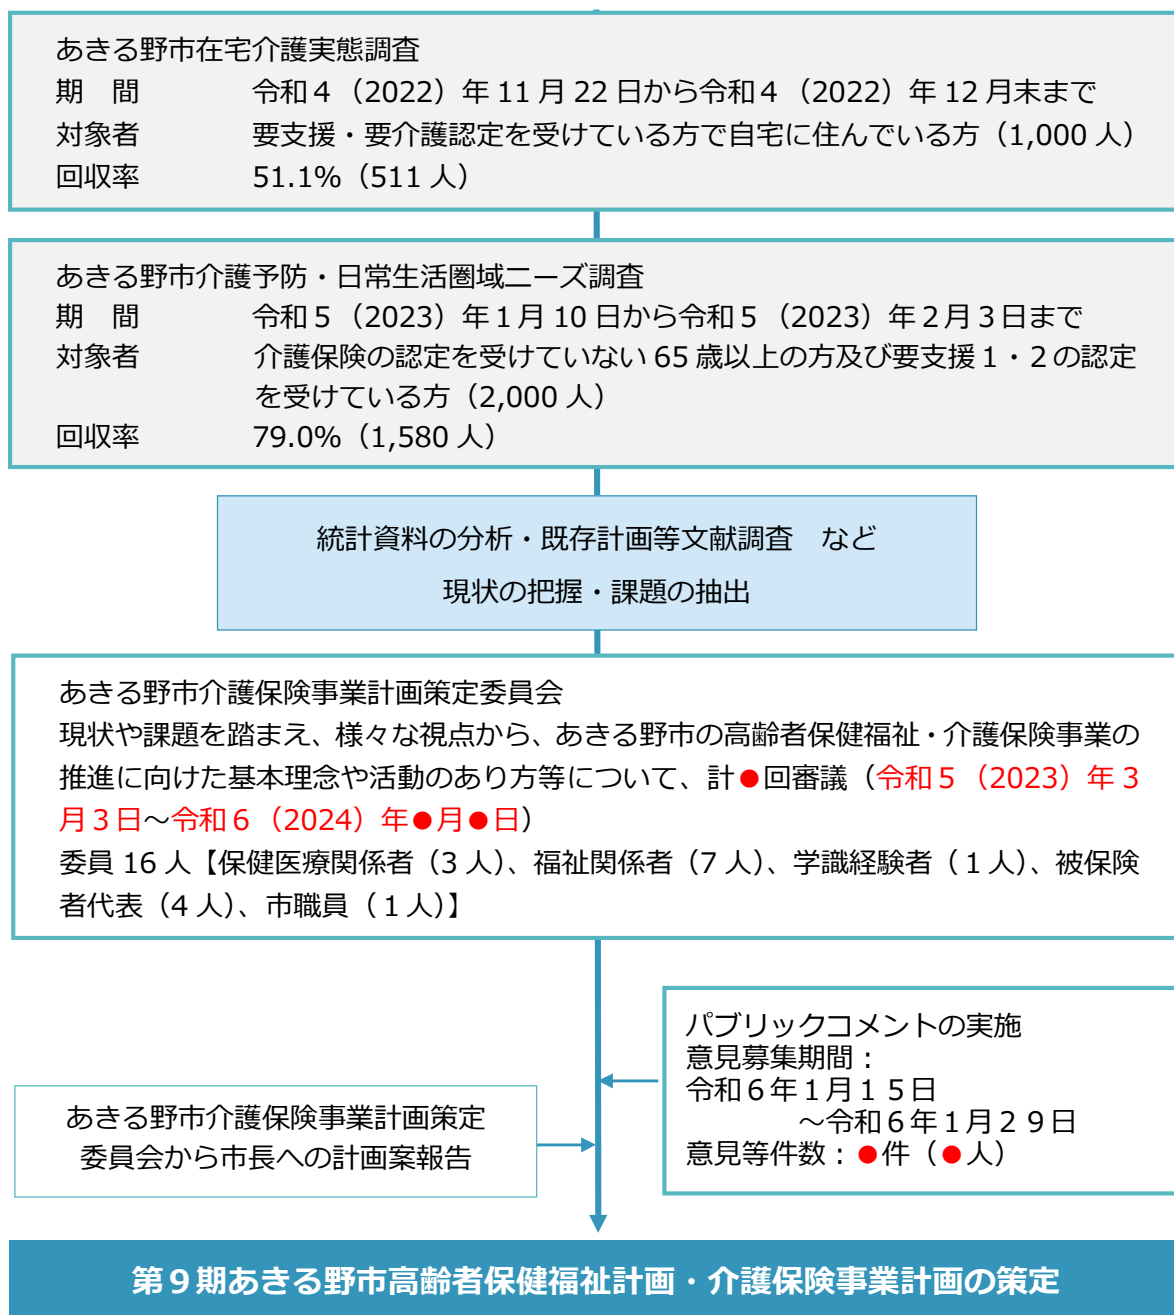 あきる野市在宅介護実態調査
期　間　令和４（2022）年 11 月 22 日から令和４（2022）年 12 月末まで
対象者　要支援・要介護認定を受けている方で自宅に住んでいる方（1,000 人）
回収率　51.1%（511 人）
あきる野市介護予防・日常生活圏域ニーズ調査
期　間　令和５（2023）年１月 10 日から令和５（2023）年２月３日まで
対象者　介護保険の認定を受けていない 65 歳以上の方及び要支援１・２の認定
を受けている方（2,000 人）
回収率　79.0%（1,580 人）
統計資料の分析・既存計画等文献調査　など
現状の把握・課題の抽出
あきる野市介護保険事業計画策定委員会
現状や課題を踏まえ、様々な視点から、あきる野市の高齢者保健福祉・介護保険事業の
推進に向けた基本理念や活動のあり方等について、計●回審議（令和５（2023）年３
月３日～令和６（2024）年●月●日）
委員 16 人【保健医療関係者（3 人）、福祉関係者（7 人）、学識経験者（１人）、被保険
者代表（4 人）、市職員（１人）】
パブリックコメントの実施
意見募集期間：
令和６年１月１５日
～令和６年１月２９日
意見等件数：●件（●人）
あきる野市介護保険事業計画策定
委員会から市長への計画案報告
第９期あきる野市高齢者保健福祉計画・介護保険事業計画の策定